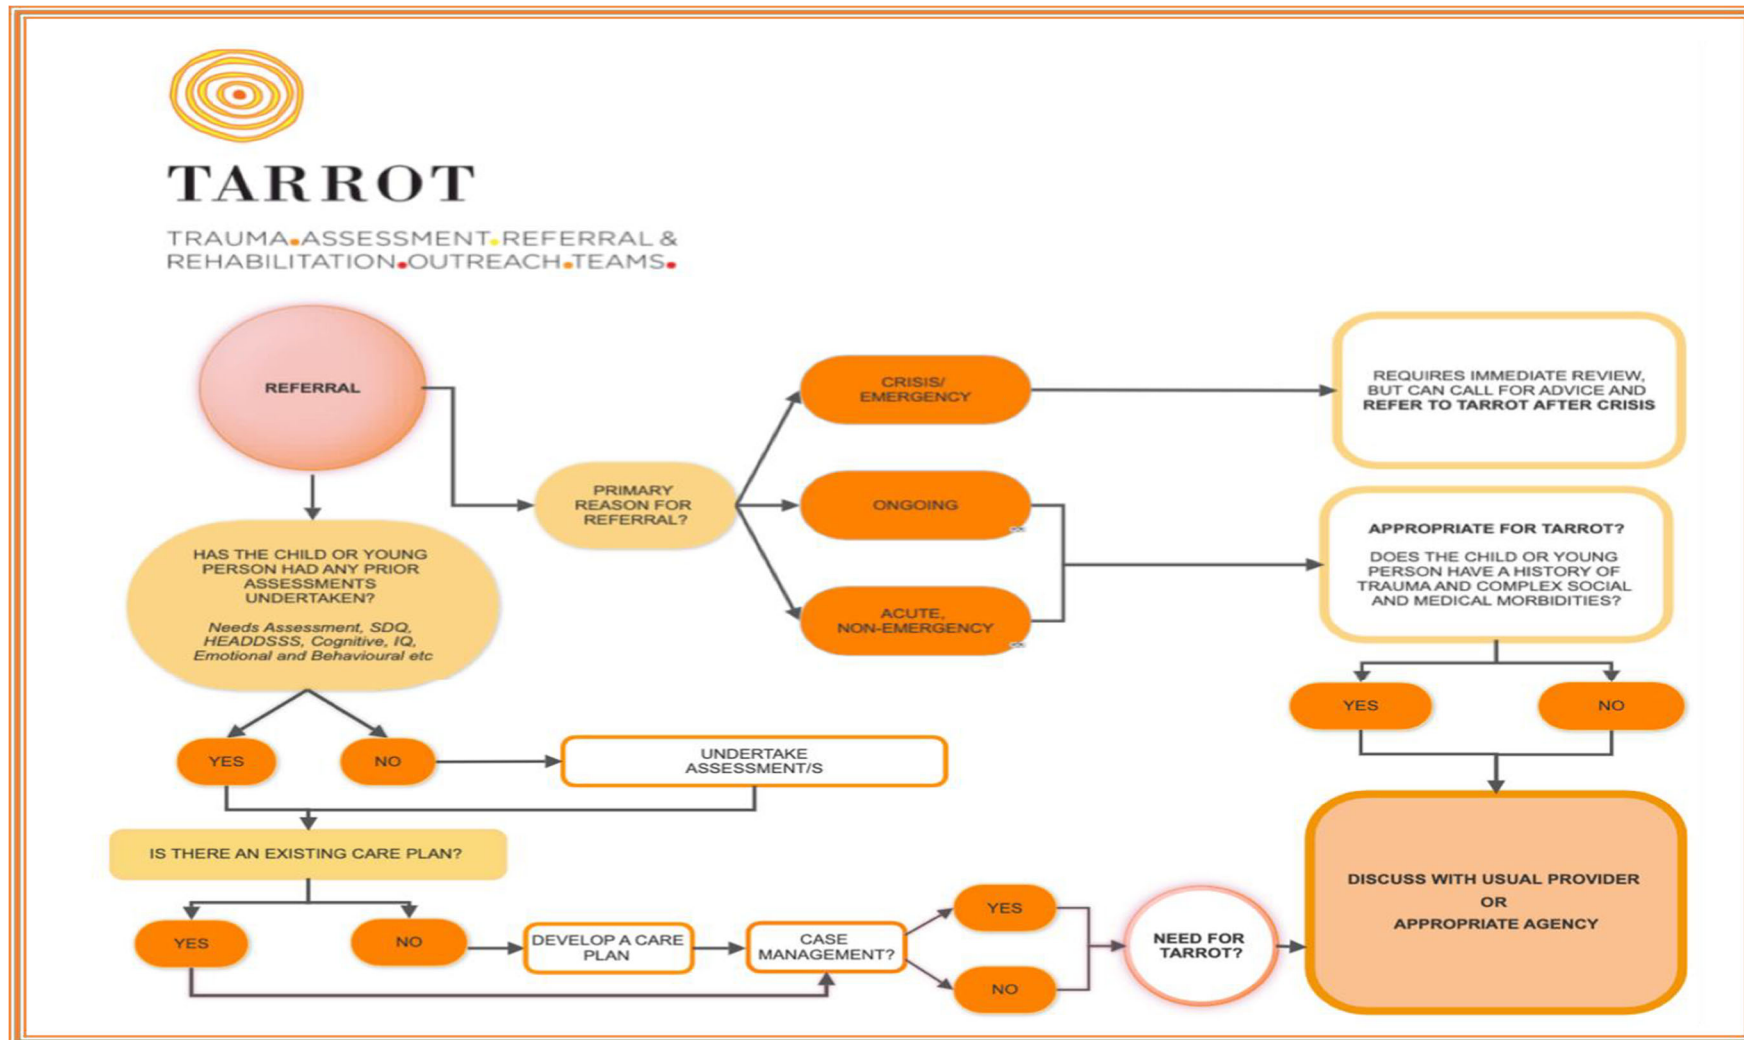 TARROT
TRAUMA•ASSESSMENT•REFERRAL &
REHABILITATION•OUTREACH•TEAMS•
REFERRAL
PRIMARY
REASON FOR
REFERRAL?
CRISIS/
EMERGENCY
REQUIRES IMMEDIATE REVIEW,
BUT CAN CALL FOR ADVICE AND
REFER TO TARROT AFTER CRISIS
ONGOING
ACUTE,
NON-EMERGENCY
APPROPRIATE FOR TARROT?
DOES THE CHILD OR YOUNG
PERSON HAVE A HISTORY OF
TRAUMA AND COMPLEX SOCIAL
AND MEDICAL MORBIDITIES?
YES
NO
HAS THE CHILD OR YOUNG
PERSON HAD ANY PRIOR
ASSESSMENTS
UNDERTAKEN?
Needs Assessment, SDQ,
HEADDSSS, Cognitive, IQ,
Emotional and Behavioural etc
YES
NO
UNDERTAKE
ASSESSMENT/S
IS THERE AN EXISTING CARE PLAN?
YES
NO
DEVELOP A CARE
PLAN
CASE
MANAGEMENT?
YES
NO
NEED FOR
TARROT?
DISCUSS WITH USUAL PROVIDER
OR
APPROPRIATE AGENCY